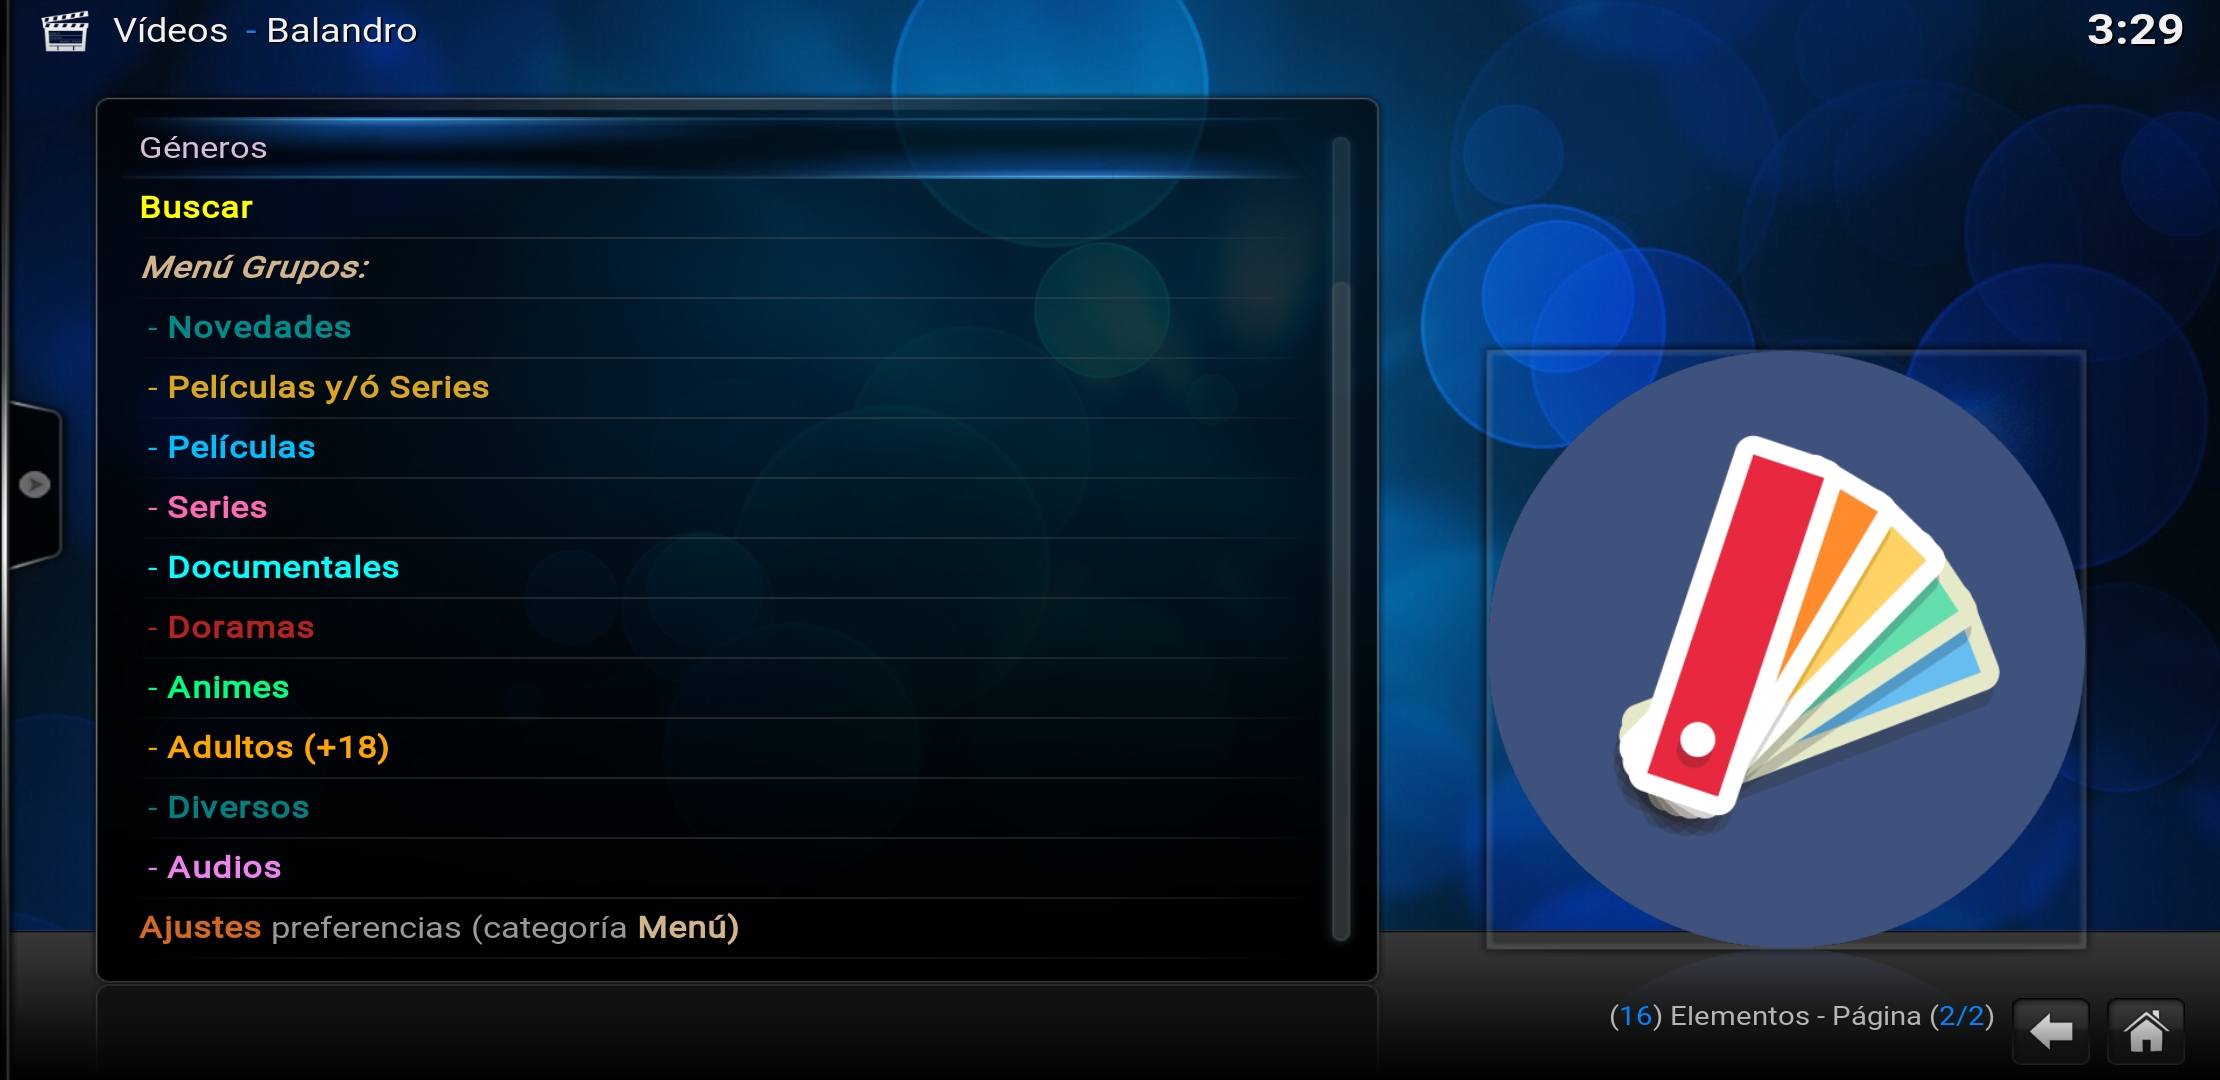 Vídeos - Balandro
3:29
Géneros
Buscar
Menú Grupos:
- Novedades
- Películas y/ó Series
- Películas
- Series
- Documentales
- Doramas
- Animes
- Adultos (+18)
- Diversos
- Audios
Ajustes preferencias (categoría Menú)
(16) Elementos - Página (2/2)